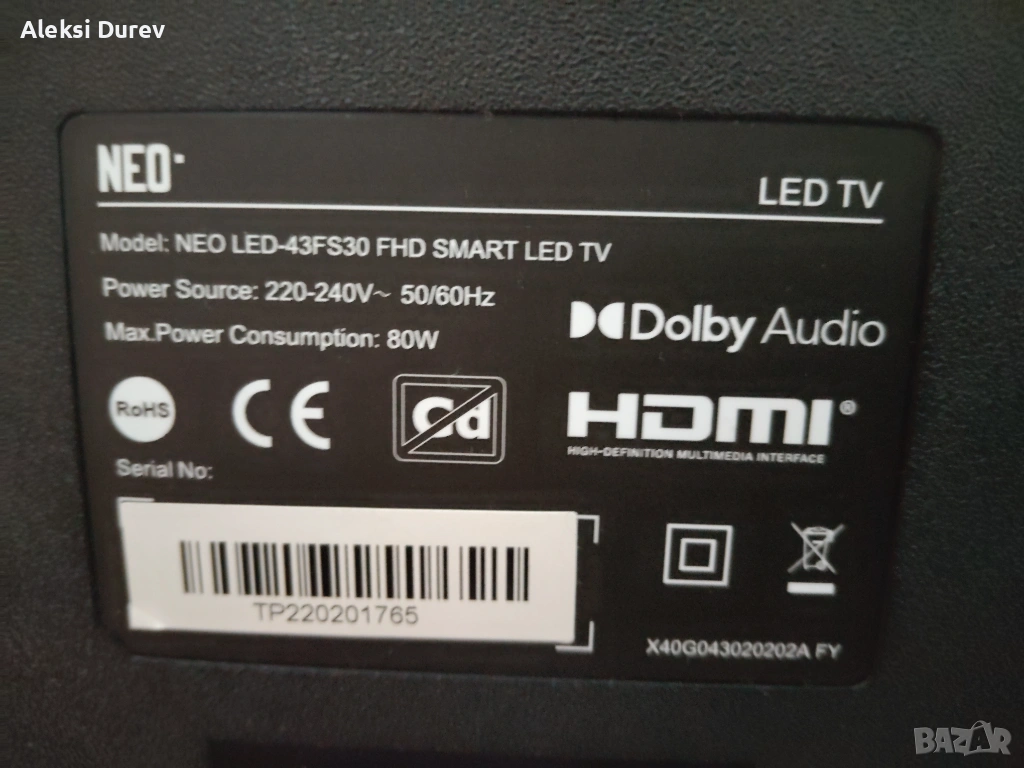 Aleksi Durev
NEO
LED TV
Model: NEO LED-43FS30 FHD SMART LED TV
Power Source: 220-240V~ 50/60Hz
Max.Power Consumption: 80W
Dolby Audio
RoHS
CE
Cd
HDMI®
HIGH-DEFINITION MULTIMEDIA INTERFACE
Serial No:
TP220201765
X40G043020202A FY
BAZAR